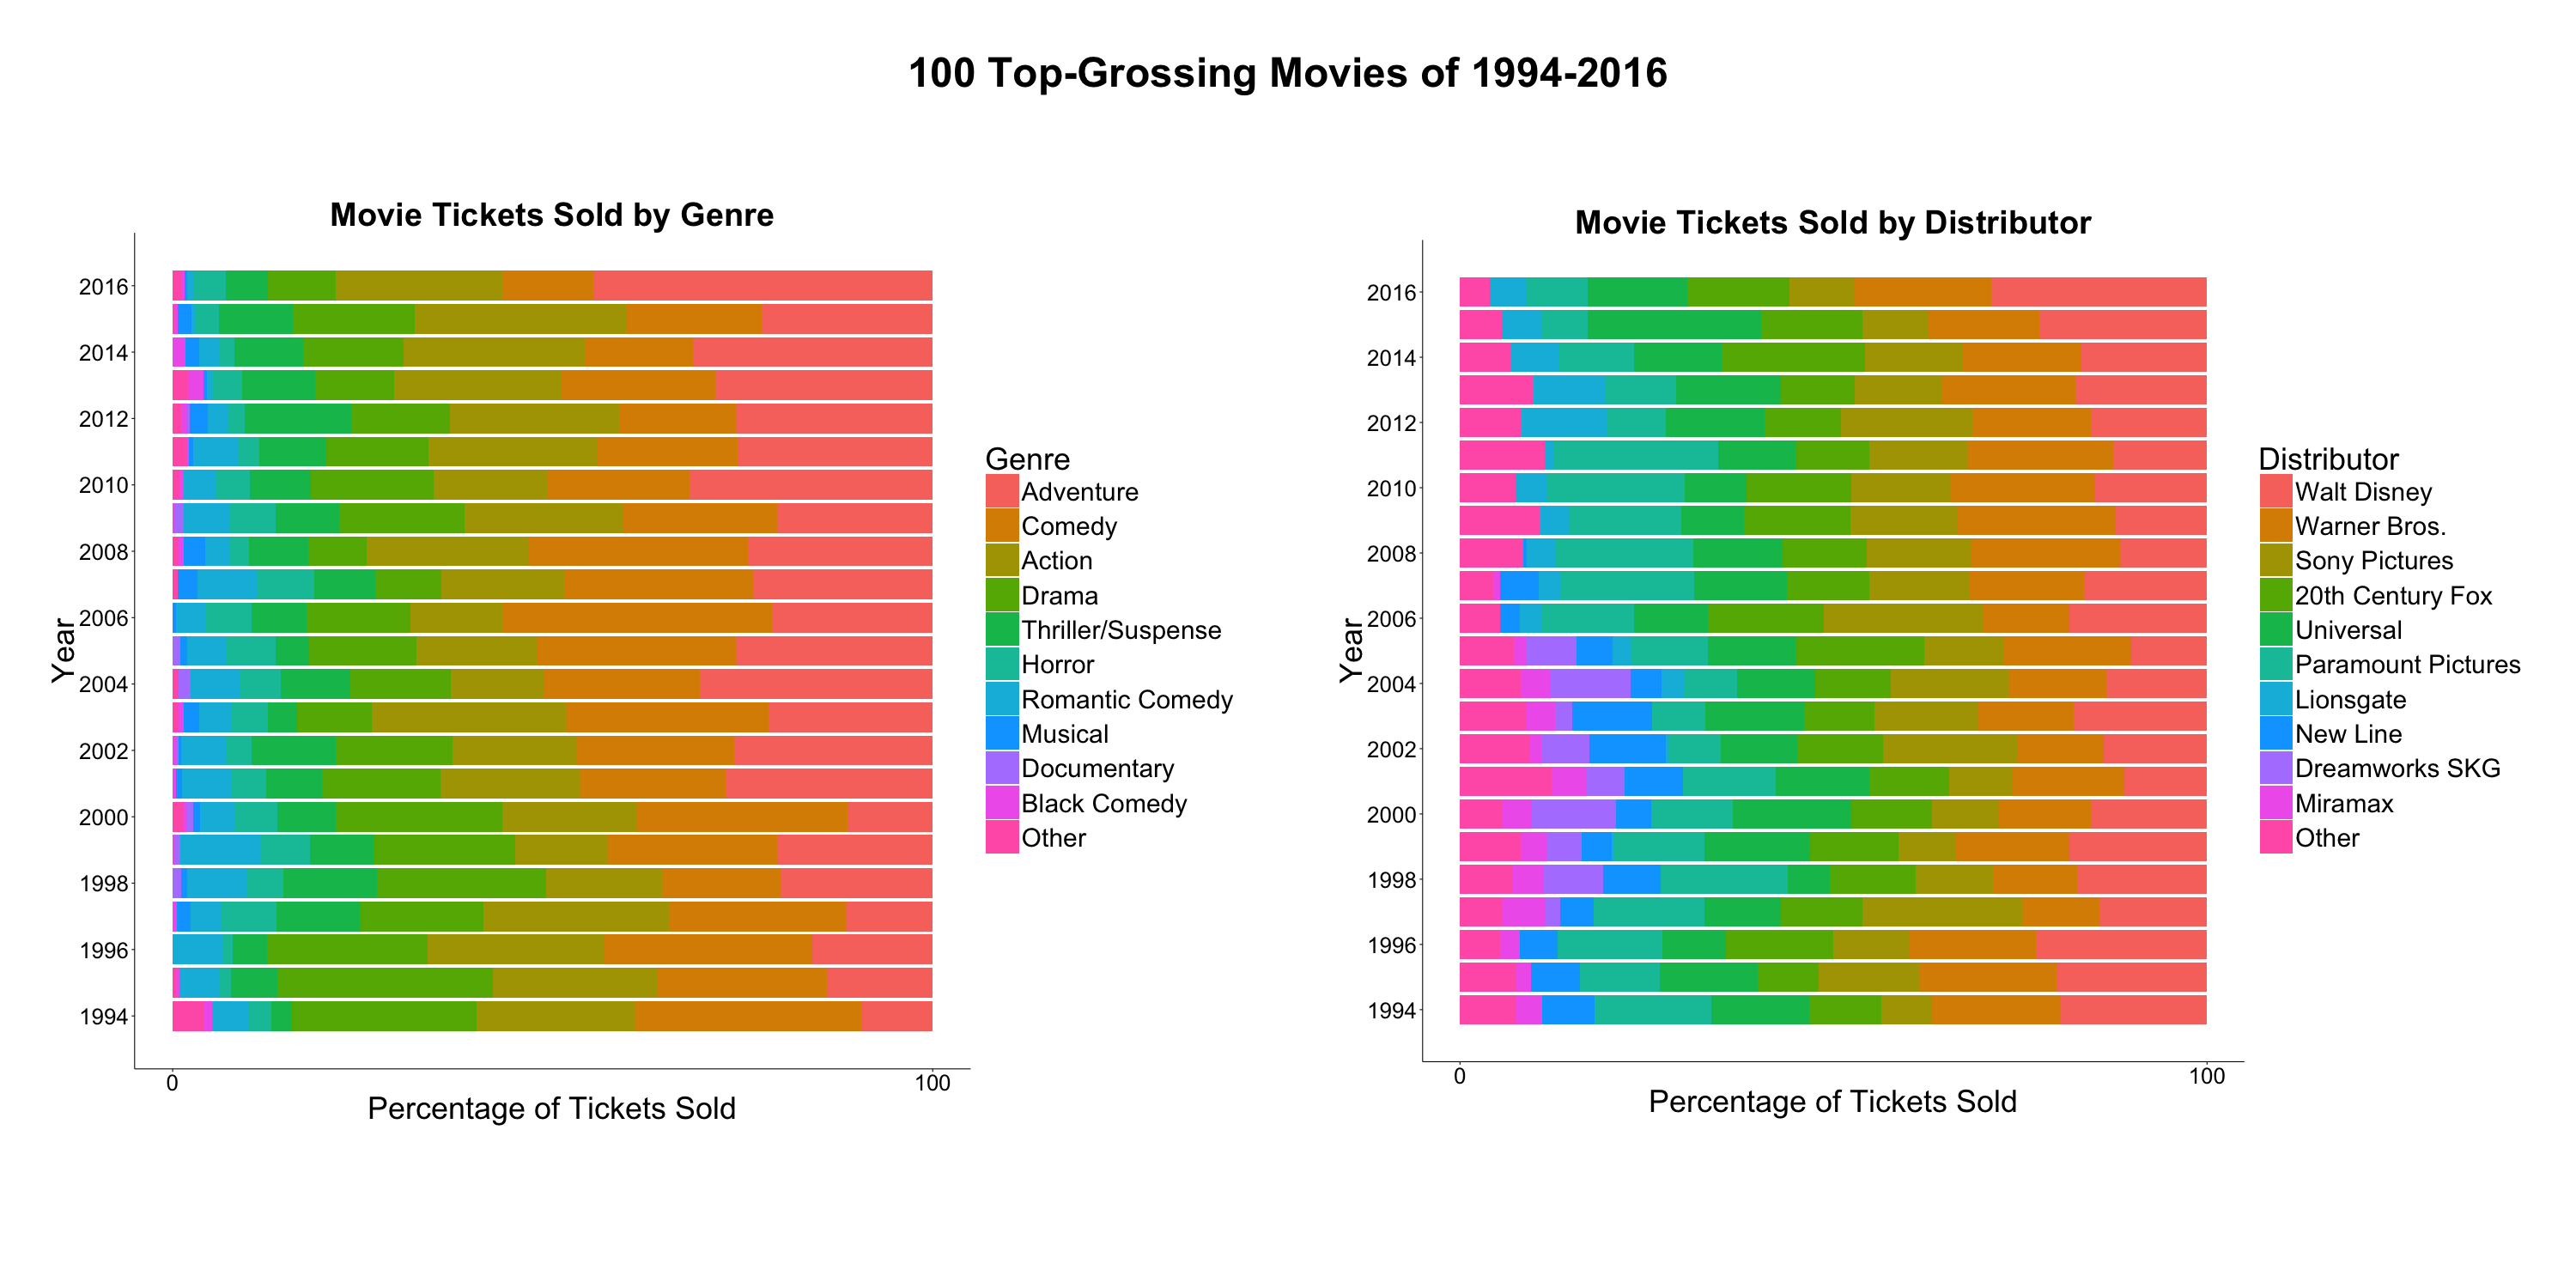 100 Top-Grossing Movies of 1994-2016
Movie Tickets Sold by Genre
2016
2014
2012
2010
2008
2006
2004
2002
2000
1998
1996
1994
Year
0
100
Percentage of Tickets Sold
Genre
Adventure
Comedy
Action
Drama
Thriller/Suspense
Horror
Romantic Comedy
Musical
Documentary
Black Comedy
Other
Movie Tickets Sold by Distributor
2016
2014
2012
2010
2008
2006
2004
2002
2000
1998
1996
1994
Year
0
100
Percentage of Tickets Sold
Distributor
Walt Disney
Warner Bros.
Sony Pictures
20th Century Fox
Universal
Paramount Pictures
Lionsgate
New Line
Dreamworks SKG
Miramax
Other